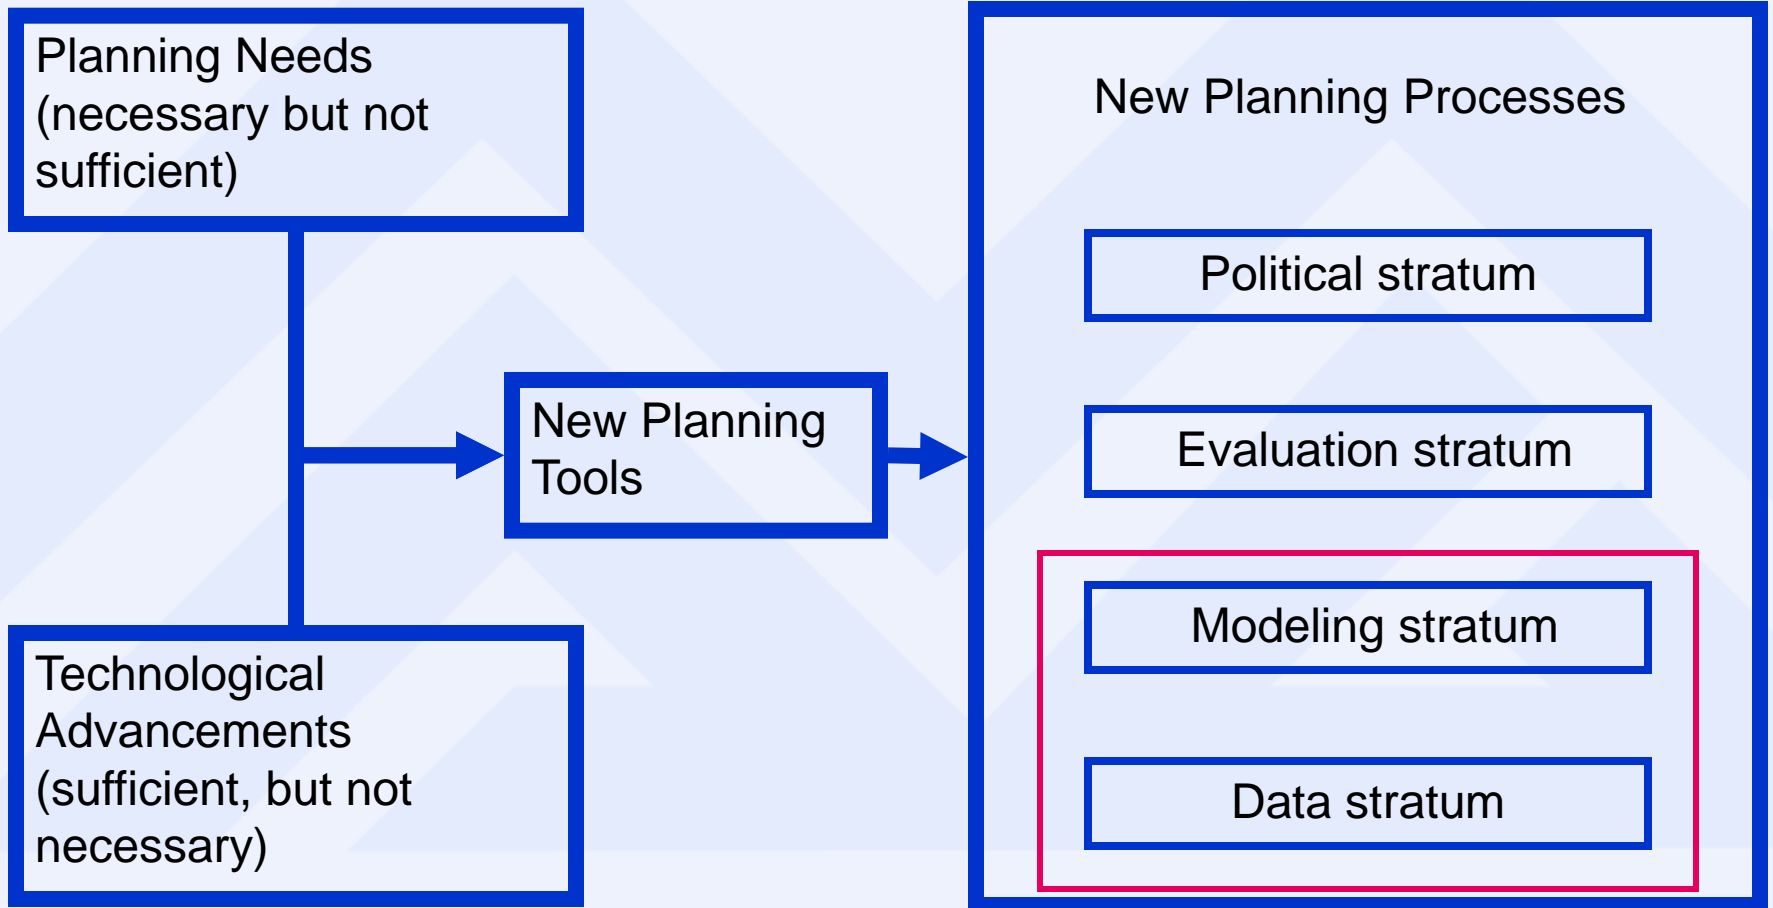 Planning Needs
(necessary but not
sufficient)
Technological
Advancements
(sufficient, but not
necessary)
New Planning
Tools
New Planning Processes
Political stratum
Evaluation stratum
Modeling stratum
Data stratum